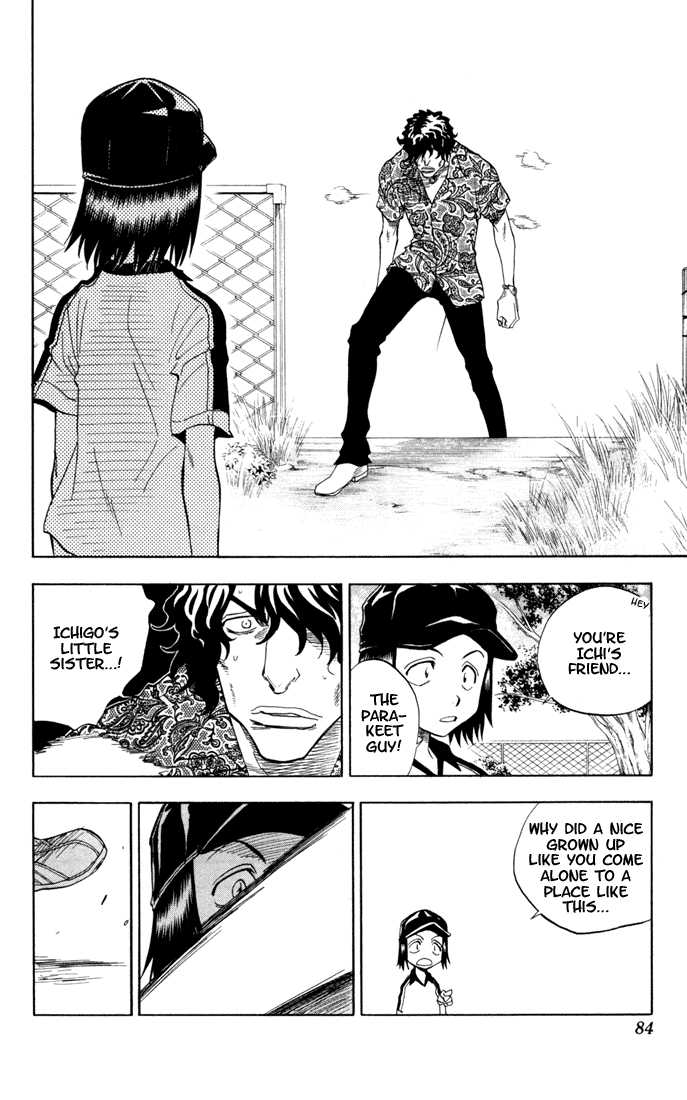 HEY
YOU'RE
ICHI'S
FRIEND...
THE
PARA-
KEET
GUY!
ICHIGO'S
LITTLE
SISTER...!
WHY DID A NICE
GROWN UP
LIKE YOU COME
ALONE TO A
PLACE LIKE
THIS...
84